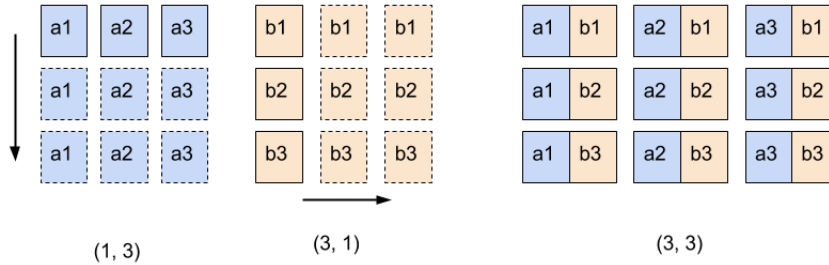 a1 a2 a3 b1 b1 b1 a1 b1 a2 b1 a3 b1
a1 a2 a3 b2 b2 b2 a1 b2 a2 b2 a3 b2
a1 a2 a3 b3 b3 b3 a1 b3 a2 b3 a3 b3
(1, 3) (3, 1) (3, 3)